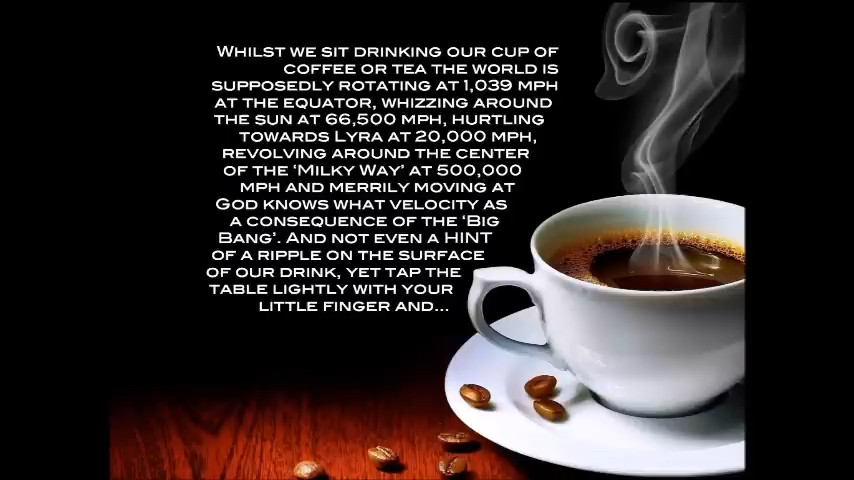 Whilst we sit drinking our cup of
coffee or tea the world is
supposedly rotating at 1,039 mph
at the equator, whizzing around
the sun at 66,500 mph, hurtling
towards Lyra at 20,000 mph,
revolving around the center
of the ‘Milky Way’ at 500,000
mph and merrily moving at
God knows what velocity as
a consequence of the ‘Big
Bang’. And not even a HINT
of a ripple on the surface
of our drink, yet tap the
table lightly with your
little finger and...